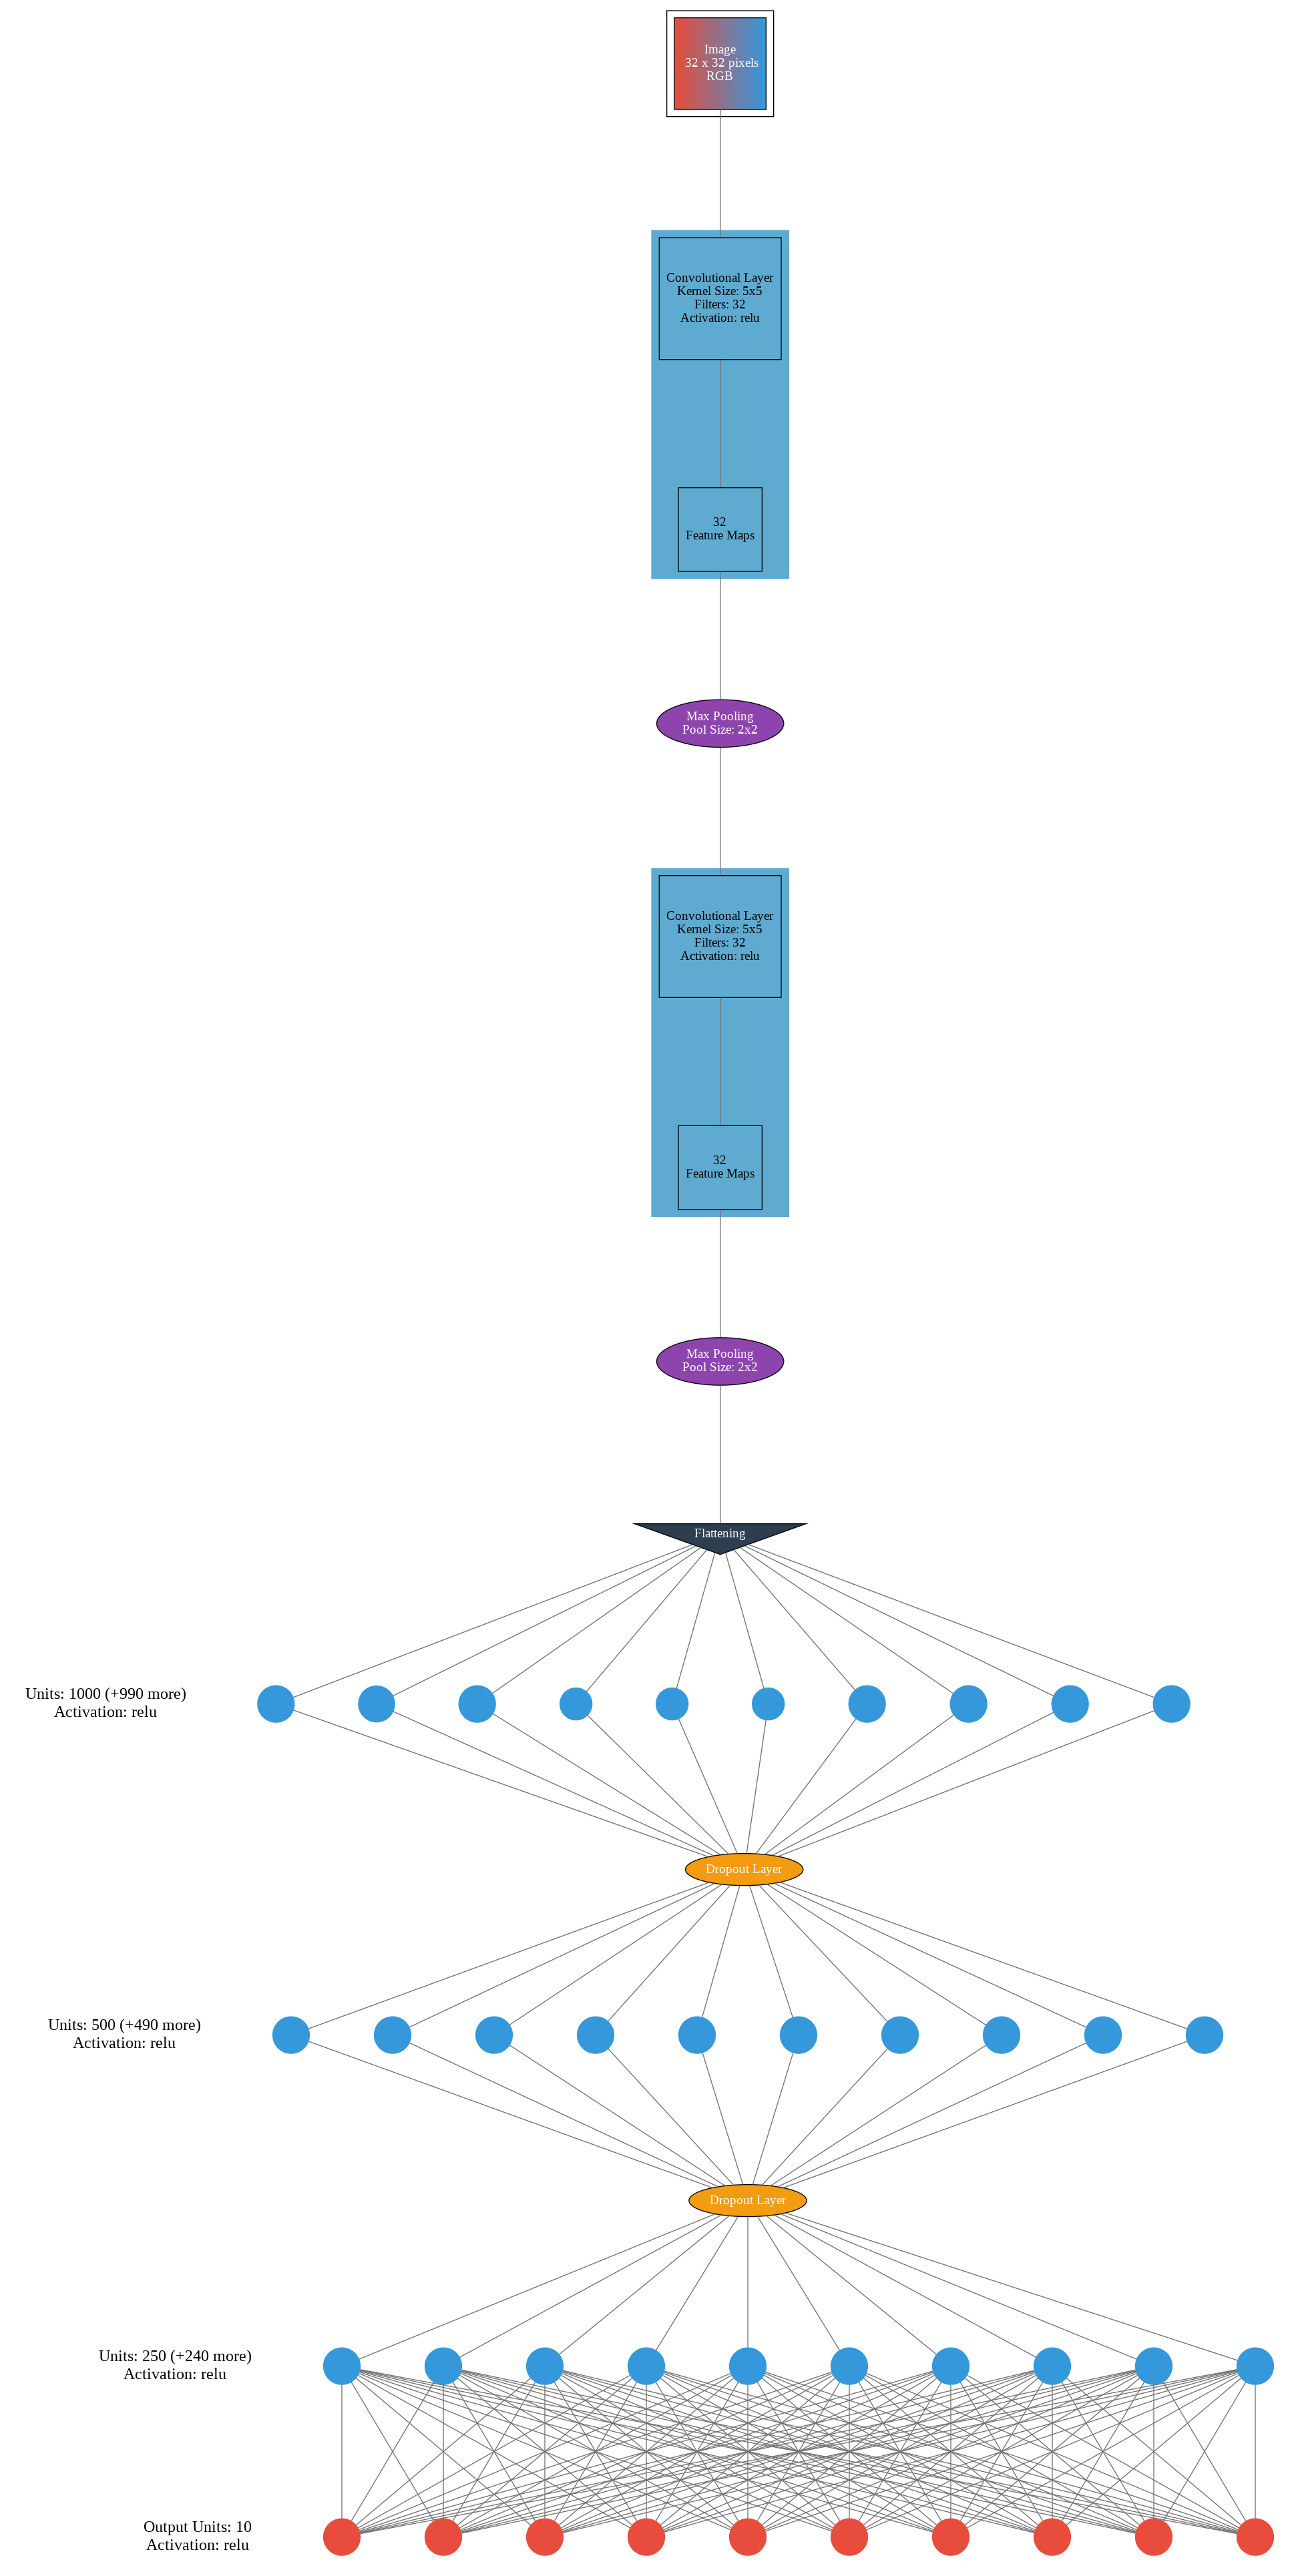 Image
32 x 32 pixels
RGB
Convolutional Layer
Kernel Size: 5x5
Filters: 32
Activation: relu
32
Feature Maps
Max Pooling
Pool Size: 2x2
Convolutional Layer
Kernel Size: 5x5
Filters: 32
Activation: relu
32
Feature Maps
Max Pooling
Pool Size: 2x2
Flattening
Units: 1000 (+990 more)
Activation: relu
Dropout Layer
Units: 500 (+490 more)
Activation: relu
Dropout Layer
Units: 250 (+240 more)
Activation: relu
Output Units: 10
Activation: relu